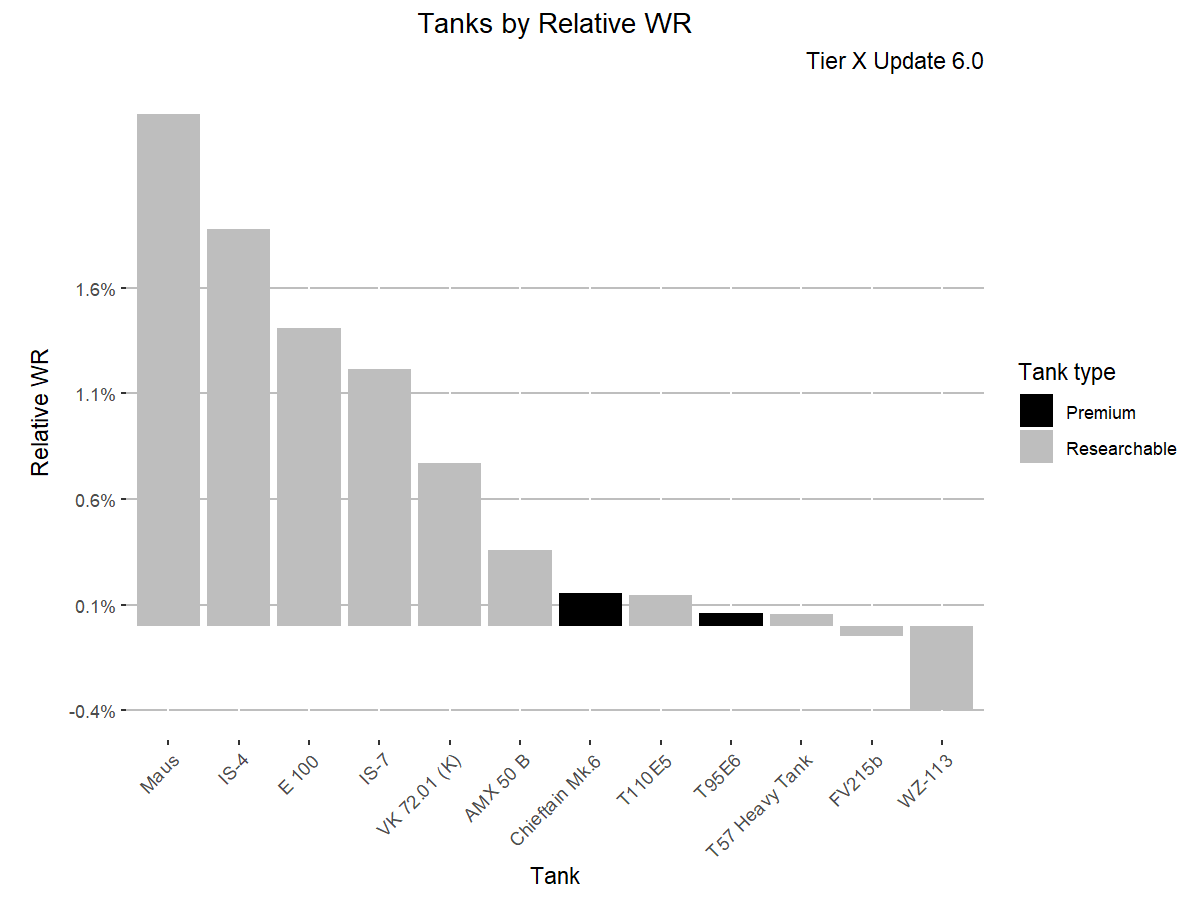 Tanks by Relative WR
Tier X Update 6.0
Relative WR
1.6%
1.1%
0.6%
0.1%
-0.4%
Maus
IS-4
E 100
IS-7
VK 72.01 (K)
AMX 50 B
Chieftain Mk.6
T110E5
T95E6
T57 Heavy Tank
FV215b
WZ-113
Tank
Tank type
Premium
Researchable